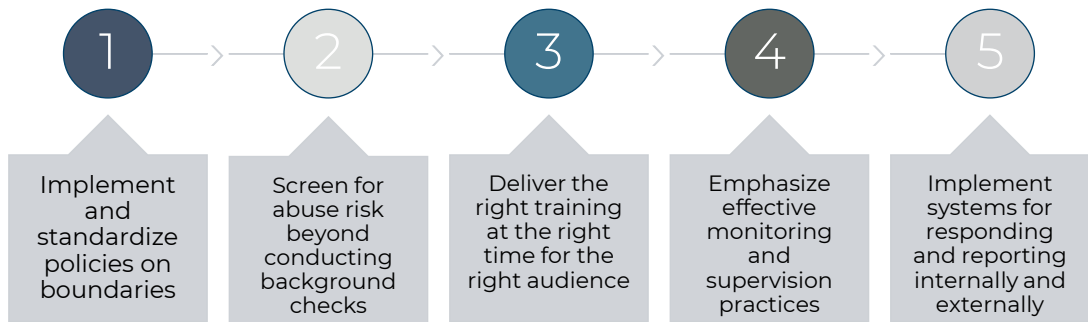 1
Implement
and
standardize
policies on
boundaries
2
Screen for
abuse risk
beyond
conducting
background
checks
3
Deliver the
right training
at the right
time for the
right audience
4
Emphasize
effective
monitoring
and
supervision
practices
5
Implement
systems for
responding
and reporting
internally and
externally